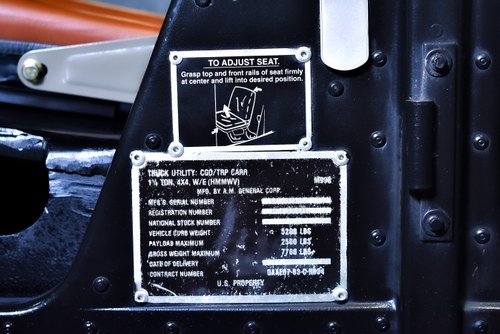 TO ADJUST SEAT.
Grasp top and front rails of seat firmly
at center and lift into desired position.
TRUCK UTILITY: CGO/TRP CARR
1¼ TON, 4X4, W/E (HMMWV) M998
MFG. BY A.M. GENERAL CORP.
MFG'S SERIAL NUMBER
REGISTRATION NUMBER
NATIONAL STOCK NUMBER
VEHICLE CURB WEIGHT 5200 LBS
PAYLOAD MAXIMUM 2500 LBS
GROSS WEIGHT MAXIMUM 7700 LBS
DATE OF DELIVERY
CONTRACT NUMBER
U.S. PROPERTY